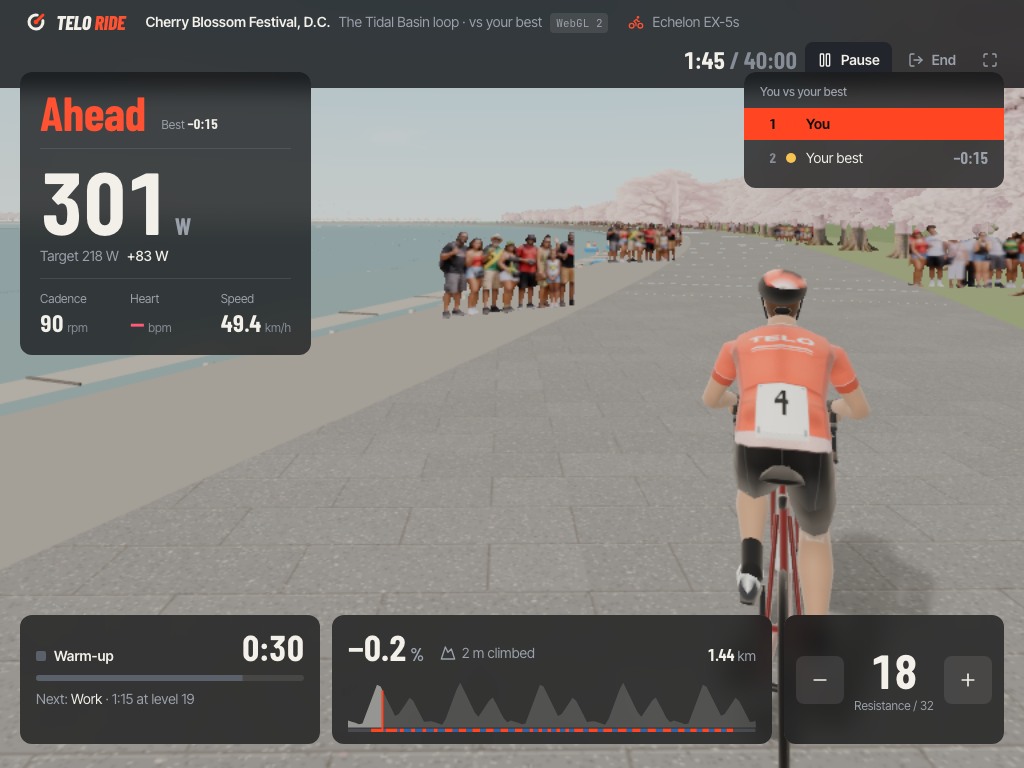 TELO RIDE Cherry Blossom Festival, D.C. The Tidal Basin loop · vs your best WebGL 2 Echelon EX-5s
1:45 / 40:00 Pause End
Ahead Best −0:15
301 W
Target 218 W +83 W
Cadence Heart Speed
90 rpm — bpm 49.4 km/h
You vs your best
1 You
2 Your best −0:15
TELO
4
Warm-up 0:30
Next: Work · 1:15 at level 19
−0.2 % 2 m climbed 1.44 km
− 18 +
Resistance / 32